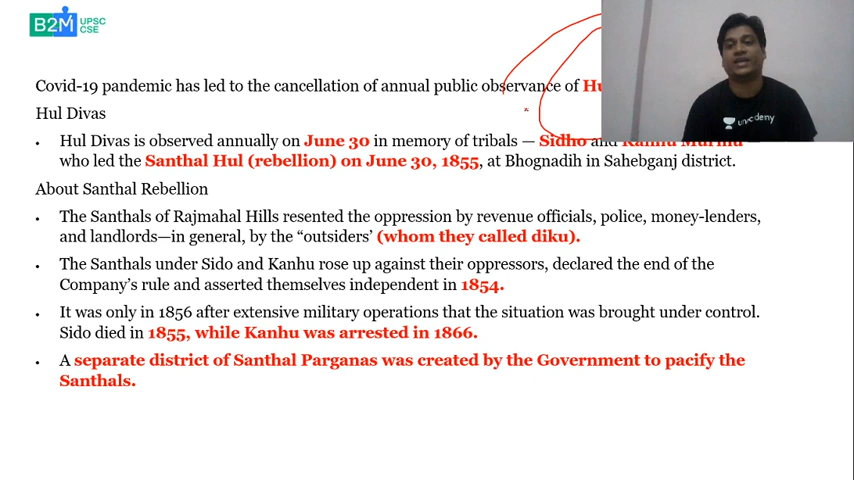 B2M UPSC
CSE
Covid-19 pandemic has led to the cancellation of annual public observance of
Hul Divas
Hul Divas is observed annually on June 30 in memory of tribals — Sidho and Kanhu Murmu
who led the Santhal Hul (rebellion) on June 30, 1855, at Bhognadih in Sahebganj district.
About Santhal Rebellion
The Santhals of Rajmahal Hills resented the oppression by revenue officials, police, money-lenders,
and landlords—in general, by the “outsiders’ (whom they called diku).
The Santhals under Sido and Kanhu rose up against their oppressors, declared the end of the
Company’s rule and asserted themselves independent in 1854.
It was only in 1856 after extensive military operations that the situation was brought under control.
Sido died in 1855, while Kanhu was arrested in 1866.
A separate district of Santhal Parganas was created by the Government to pacify the
Santhals.